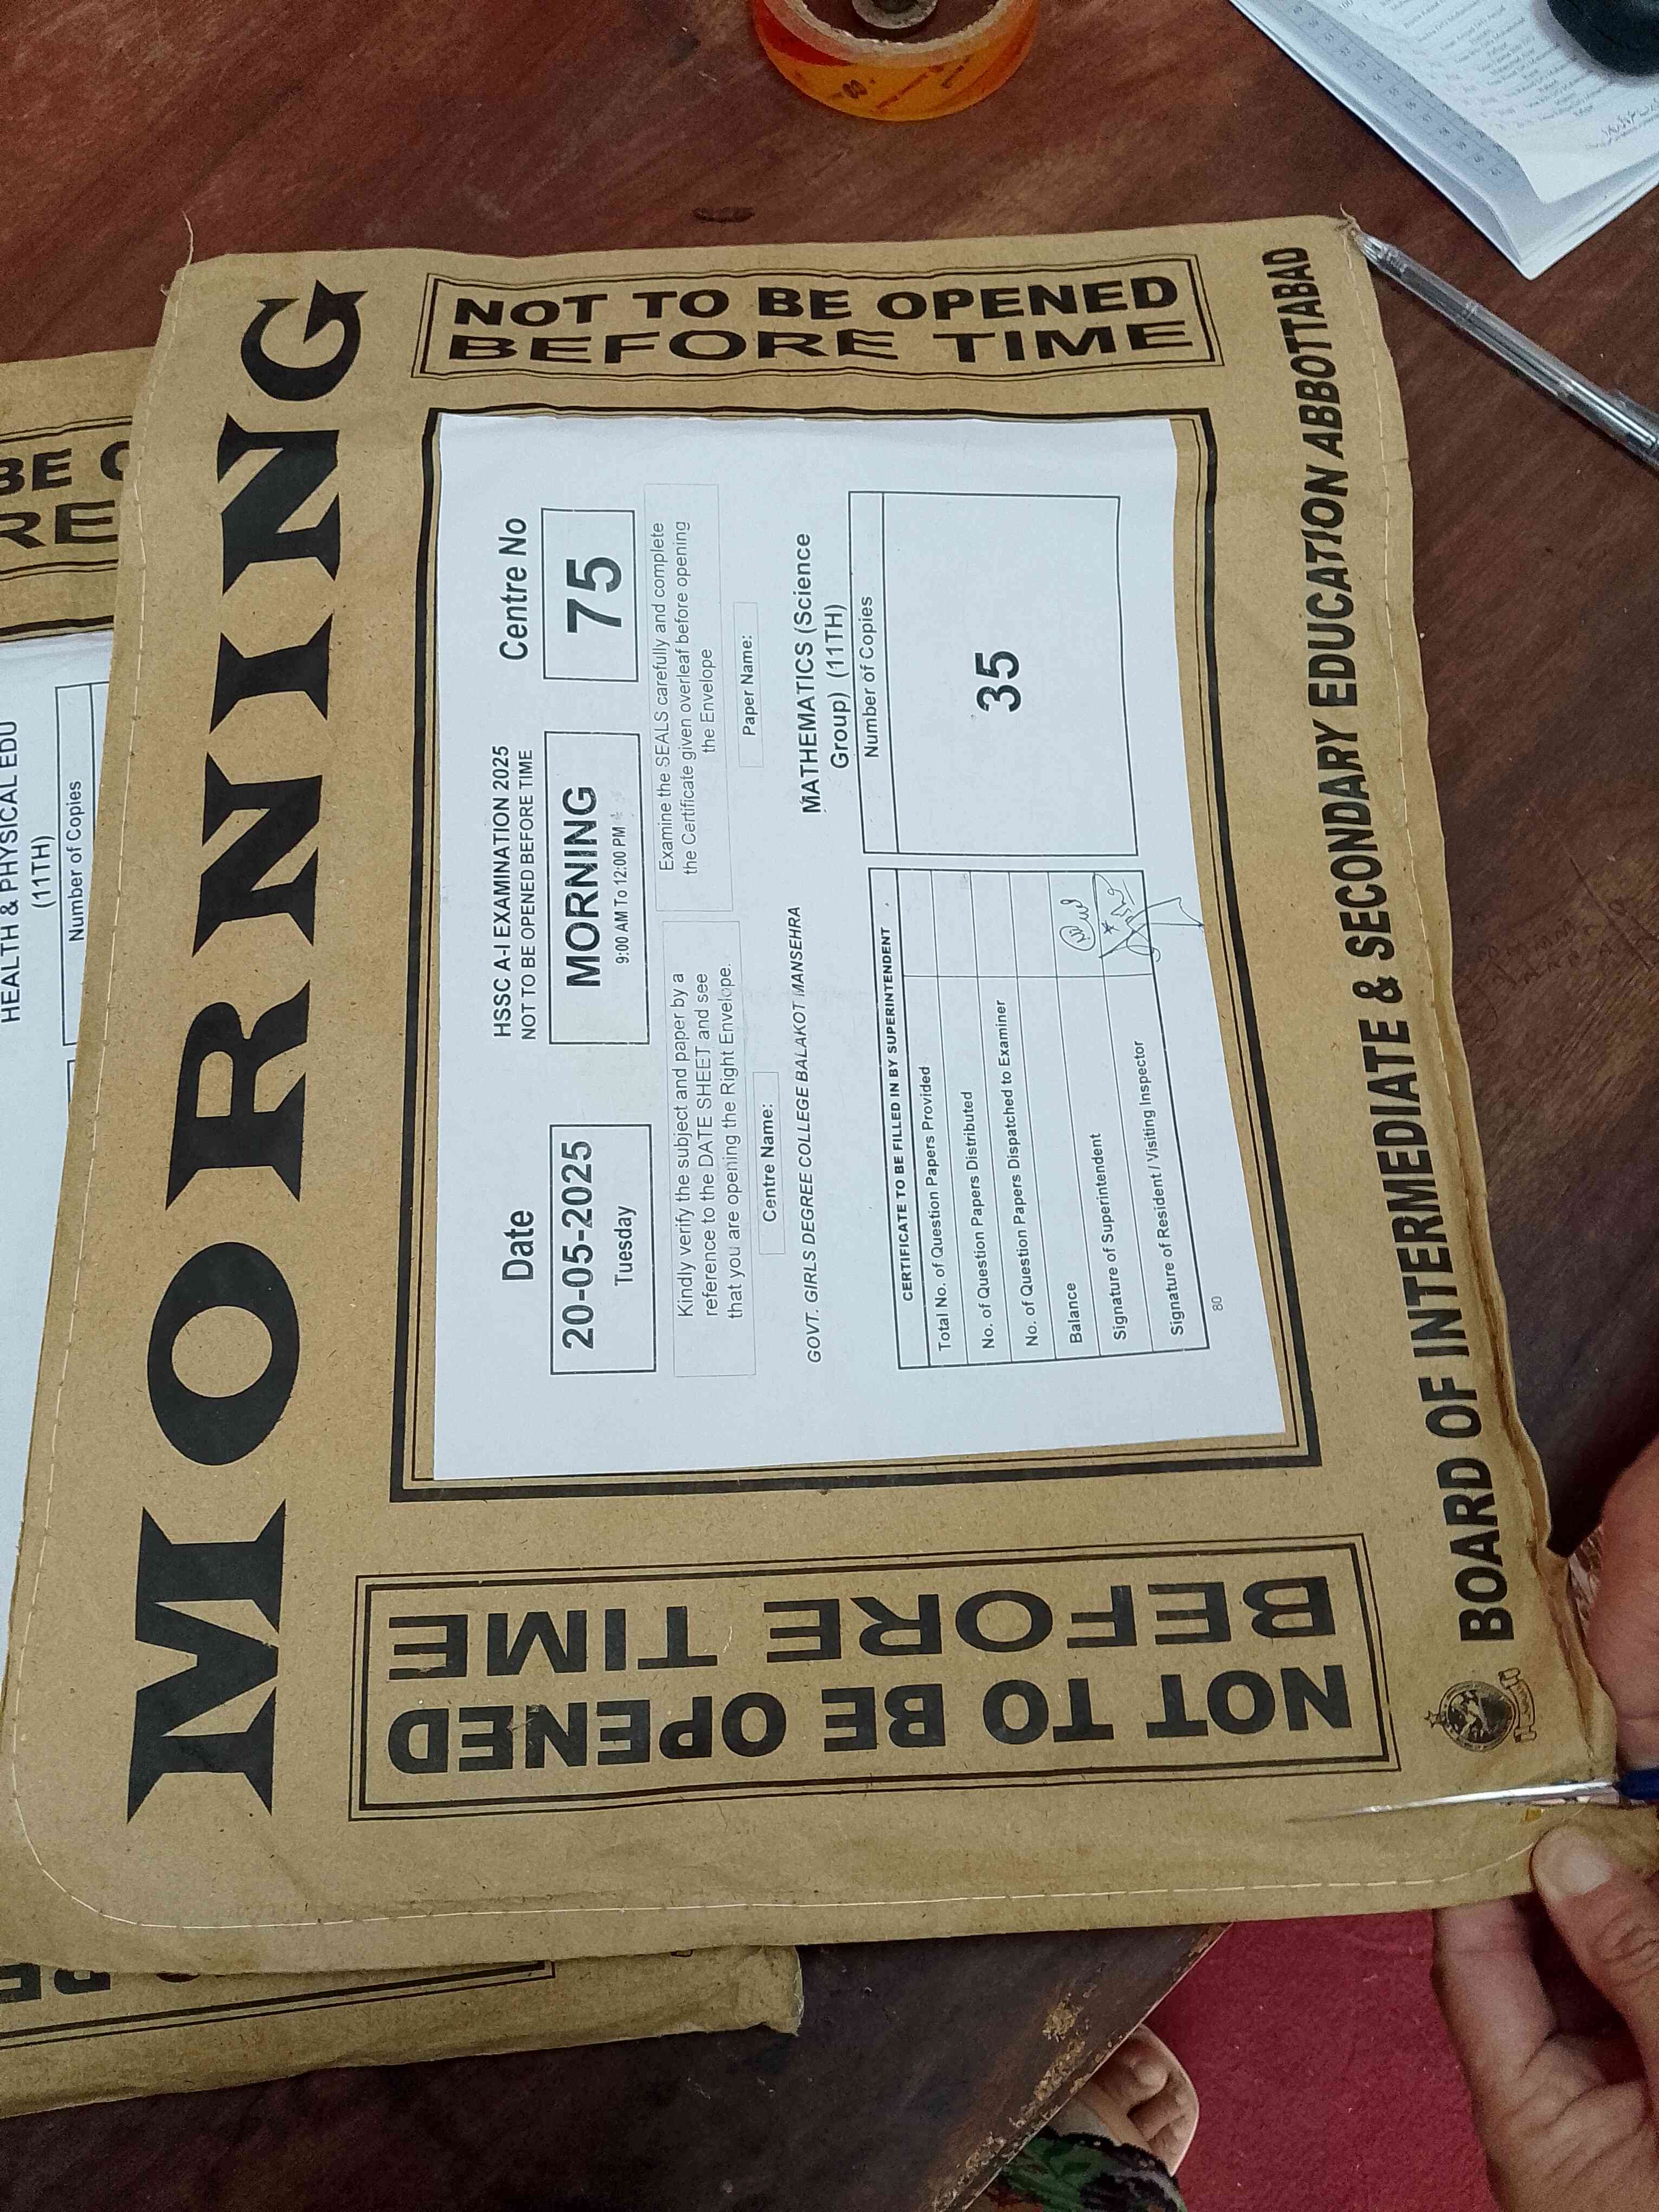 MORNING
NOT TO BE OPENED
BEFORE TIME
Date
20-05-2025
Tuesday
HSSC A-I EXAMINATION 2025
NOT TO BE OPENED BEFORE TIME
MORNING
9:00 AM To 12:00 PM
Centre No
75
Kindly verify the subject and paper by a
reference to the DATE SHEET and see
that you are opening the Right Envelope.
Examine the SEALS carefully and complete
the Certificate given overleaf before opening
the Envelope
Centre Name:
GOVT. GIRLS DEGREE COLLEGE BALAKOT MANSEHRA
Paper Name:
MATHEMATICS (Science
Group) (11TH)
CERTIFICATE TO BE FILLED IN BY SUPERINTENDENT
Total No. of Question Papers Provided
No. of Question Papers Distributed
No. of Question Papers Dispatched to Examiner
Balance
Signature of Superintendent
Signature of Resident / Visiting Inspector
80
Number of Copies
35
NOT TO BE OPENED
BEFORE TIME
BOARD OF INTERMEDIATE & SECONDARY EDUCATION ABBOTTABAD
HEALTH & PHYSICAL EDU
(11TH)
Number of Copies
BE
RE